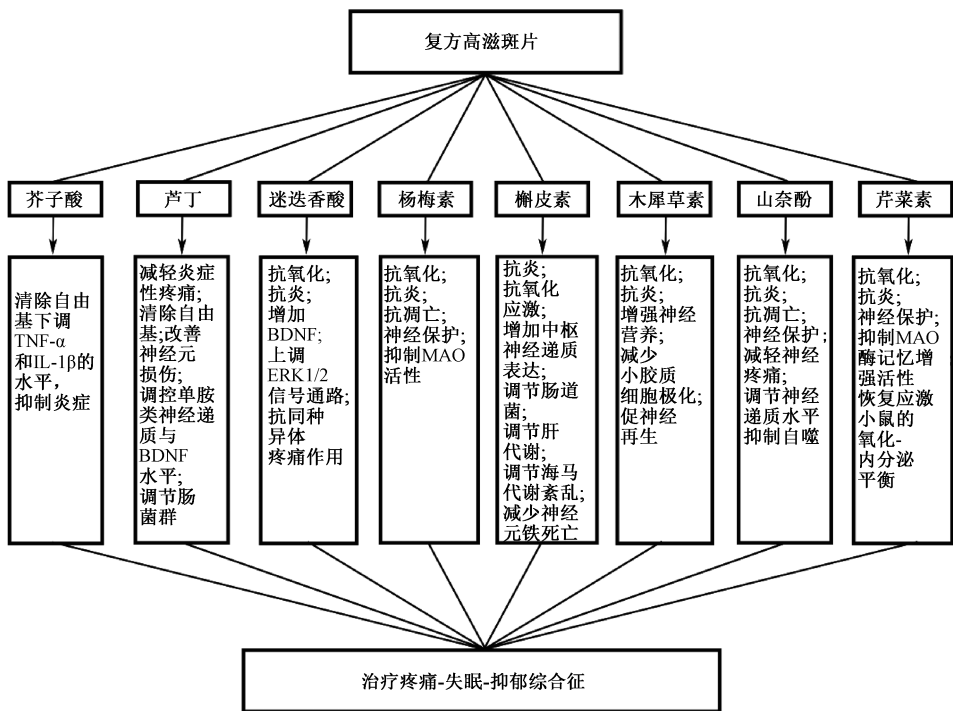 复方高滋斑片
芥子酸
芦丁
迷迭香酸
杨梅素
槲皮素
木犀草素
山奈酚
芹菜素
清除自由
基下调
TNF-α
和IL-1β的
水平，
抑制炎症
减轻炎症
性疼痛;
清除自由
基;改善
神经元
损伤;
调控单胺
类神经递
质与
BDNF
水平;
调节肠
菌群
抗氧化;
抗炎;
增加
BDNF;
上调
ERK1/2
信号通路;
抗同种
异体
疼痛作用
抗氧化;
抗炎;
抗凋亡;
神经保护;
抑制MAO
活性
抗炎;
抗氧化
应激;
增加中枢
神经递质
表达;
调节肠道
菌;
调节肝
代谢;
调节海马
代谢紊乱;
减少神经
元铁死亡
抗氧化;
抗炎;
增强神经
营养;
减少
小胶质
细胞极化;
促神经
再生
抗氧化;
抗炎;
抗凋亡;
神经保护;
减轻神经
疼痛;
调节神经
递质水平
抑制自噬
抗氧化;
抗炎;
神经保护;
抑制MAO
酶记忆增
强活性
恢复应激
小鼠的
氧化-
内分泌
平衡
治疗疼痛-失眠-抑郁综合征